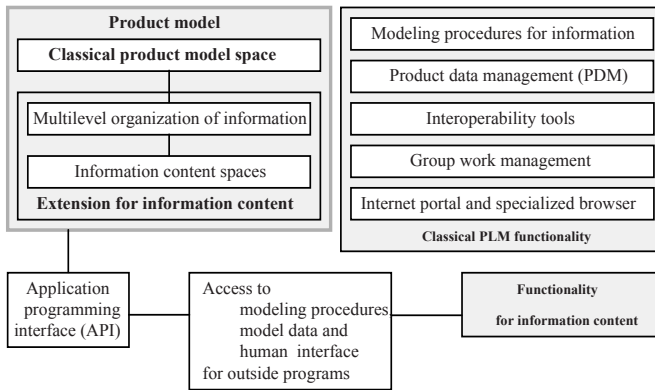 Product model
Classical product model space
Multilevel organization of information
Information content spaces
Extension for information content
Modeling procedures for information
Product data management (PDM)
Interoperability tools
Group work management
Internet portal and specialized browser
Classical PLM functionality
Application
programming
interface (API)
Access to
modeling procedures,
model data and
human interface
for outside programs
Functionality
for information content